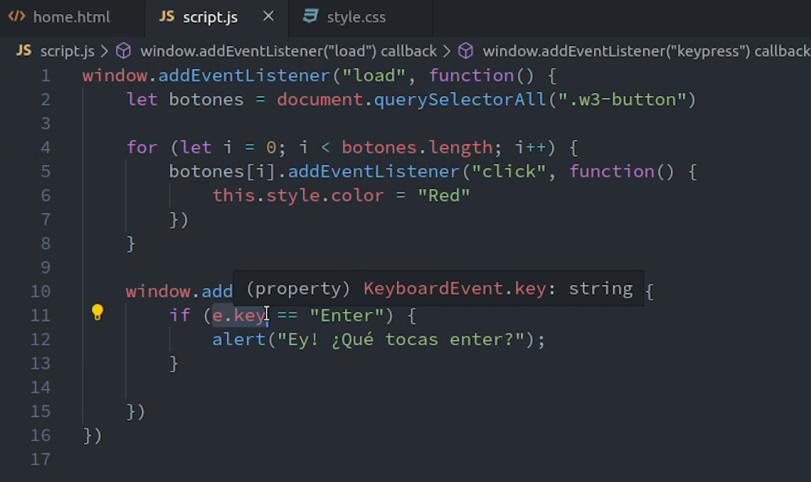 home.html
JS script.js ×
style.css
JS script.js > window.addEventListener("load") callback > window.addEventListener("keypress") callback
1 window.addEventListener("load", function() {
2 let botones = document.querySelectorAll(".w3-button")
3
4 for (let i = 0; i < botones.length; i++) {
5 botones[i].addEventListener("click", function() {
6 this.style.color = "Red"
7 })
8 }
9
(property) KeyboardEvent.key: string
10 window.add {
11 if (e.key == "Enter") {
12 alert("Ey! ¿Qué tocas enter?");
13 }
14
15 })
16 })
17